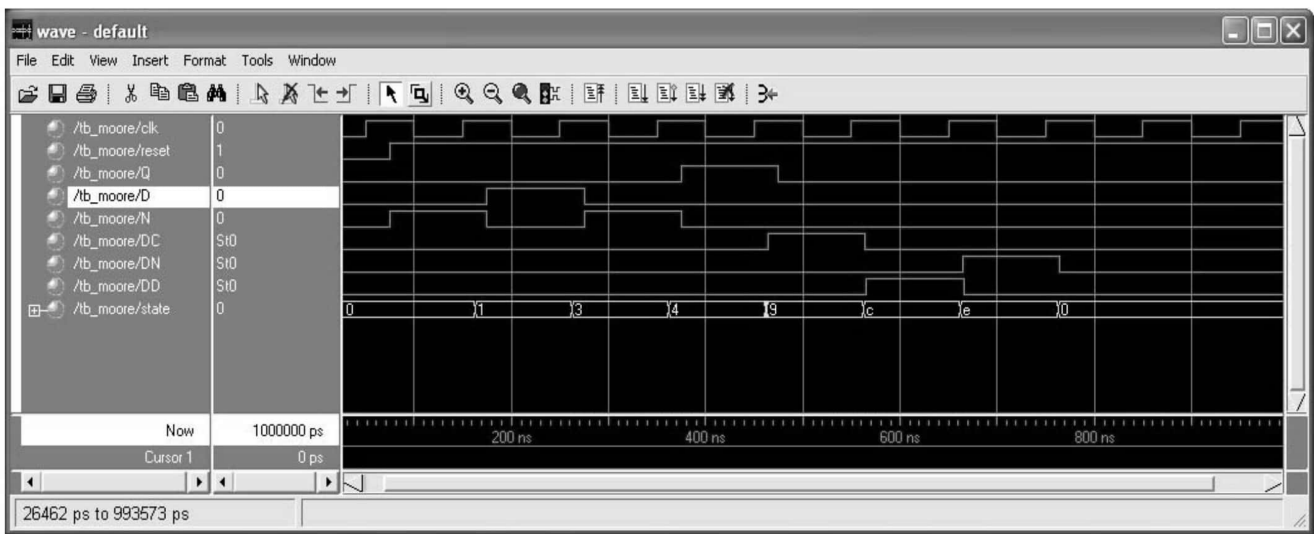 wave - default
File Edit View Insert Format Tools Window
/tb_moore/clk 0
/tb_moore/reset 1
/tb_moore/Q 0
/tb_moore/D 0
/tb_moore/N 0
/tb_moore/DC St0
/tb_moore/DN St0
/tb_moore/DD St0
/tb_moore/state 0 0 1 3 4 9 c e 0
Now 1000000 ps 200 ns 400 ns 600 ns 800 ns
Cursor 1 0 ps
26462 ps to 993573 ps